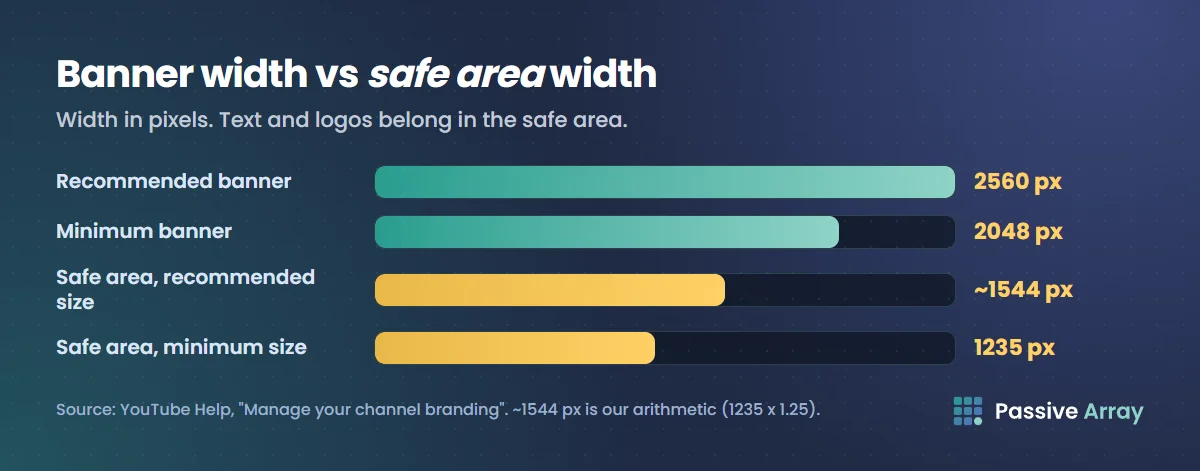 Banner width vs safe area width
Width in pixels. Text and logos belong in the safe area.
Recommended banner
2560 px
Minimum banner
2048 px
Safe area, recommended
size
~1544 px
Safe area, minimum size
1235 px
Source: YouTube Help, "Manage your channel branding". ~1544 px is our arithmetic (1235 x 1.25).
Passive Array